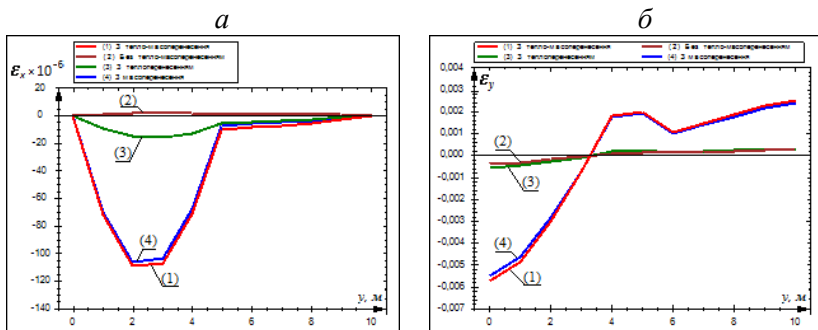 а
б
(1) З тепло-масоперенесення
(2) Без тепло-масоперенесенням
(3) З теплоперенесенням
(4) З масоперенесення
εx × 10⁻⁶
20
0
-20
-40
-60
-80
-100
-120
-140
(2)
(3)
(4)
(1)
y, м
0
2
4
6
8
10
(1) З тепло-масоперенесення
(2) Без тепло-масоперенесенням
(3) З теплоперенесенням
(4) З масоперенесення
εy
0,004
0,003
0,002
0,001
0,000
-0,001
-0,002
-0,003
-0,004
-0,005
-0,006
-0,007
(2)
(3)
(4)
(1)
y, м
0
2
4
6
8
10